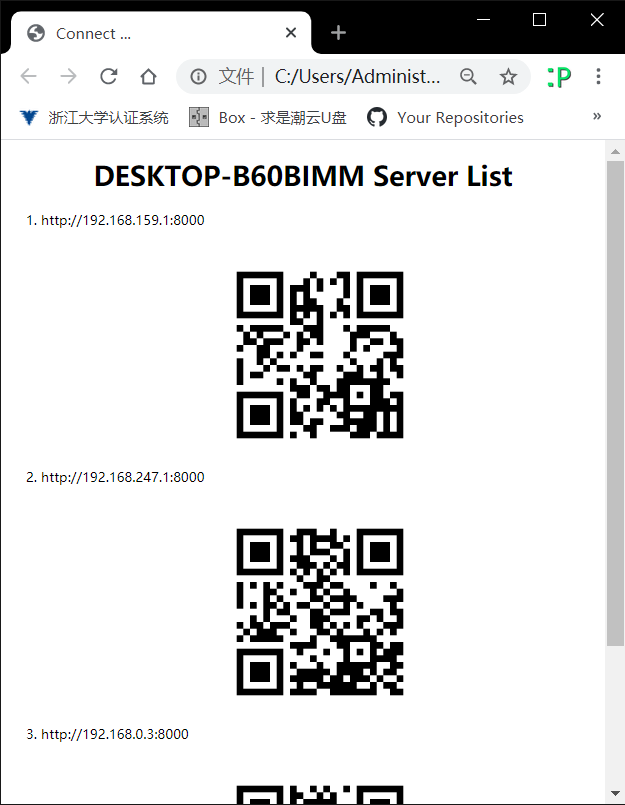 Connect ...
文件 | C:/Users/Administ...
浙江大学认证系统 Box - 求是潮云U盘 Your Repositories »
DESKTOP-B60BIMM Server List
1. http://192.168.159.1:8000
2. http://192.168.247.1:8000
3. http://192.168.0.3:8000